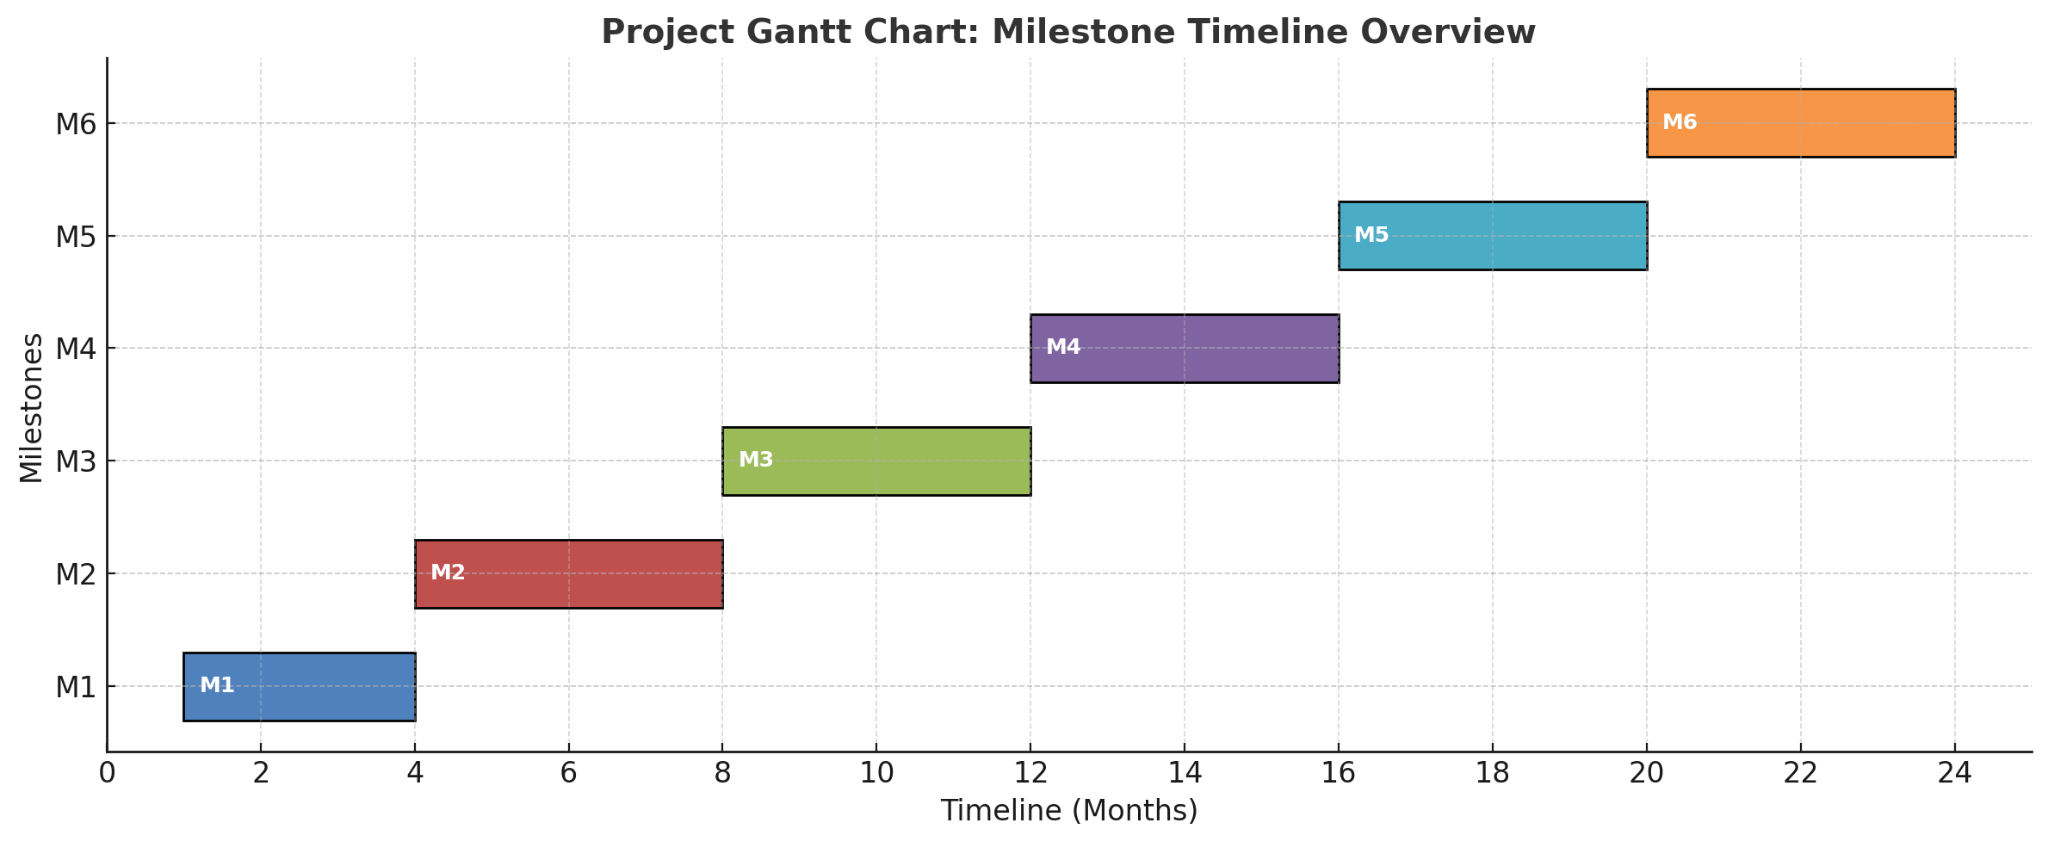 Project Gantt Chart: Milestone Timeline Overview
Milestones
M6
M6
M5
M5
M4
M4
M3
M3
M2
M2
M1
M1
0 2 4 6 8 10 12 14 16 18 20 22 24
Timeline (Months)